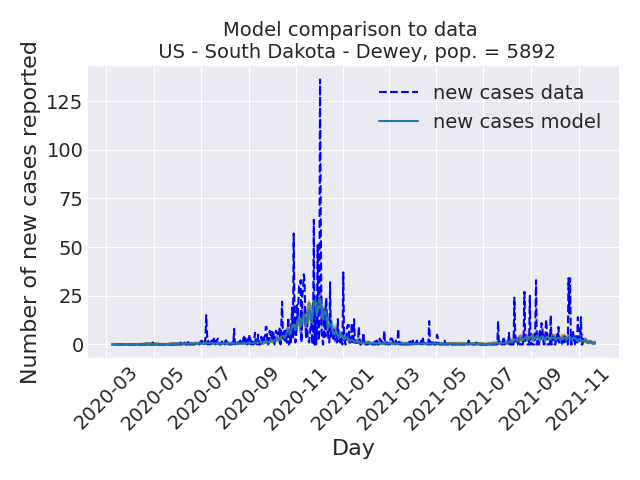 Model comparison to data
US - South Dakota - Dewey, pop. = 5892
Number of new cases reported
125
100
75
50
25
0
new cases data
new cases model
2020-03
2020-05
2020-07
2020-09
2020-11
2021-01
2021-03
2021-05
2021-07
2021-09
2021-11
Day